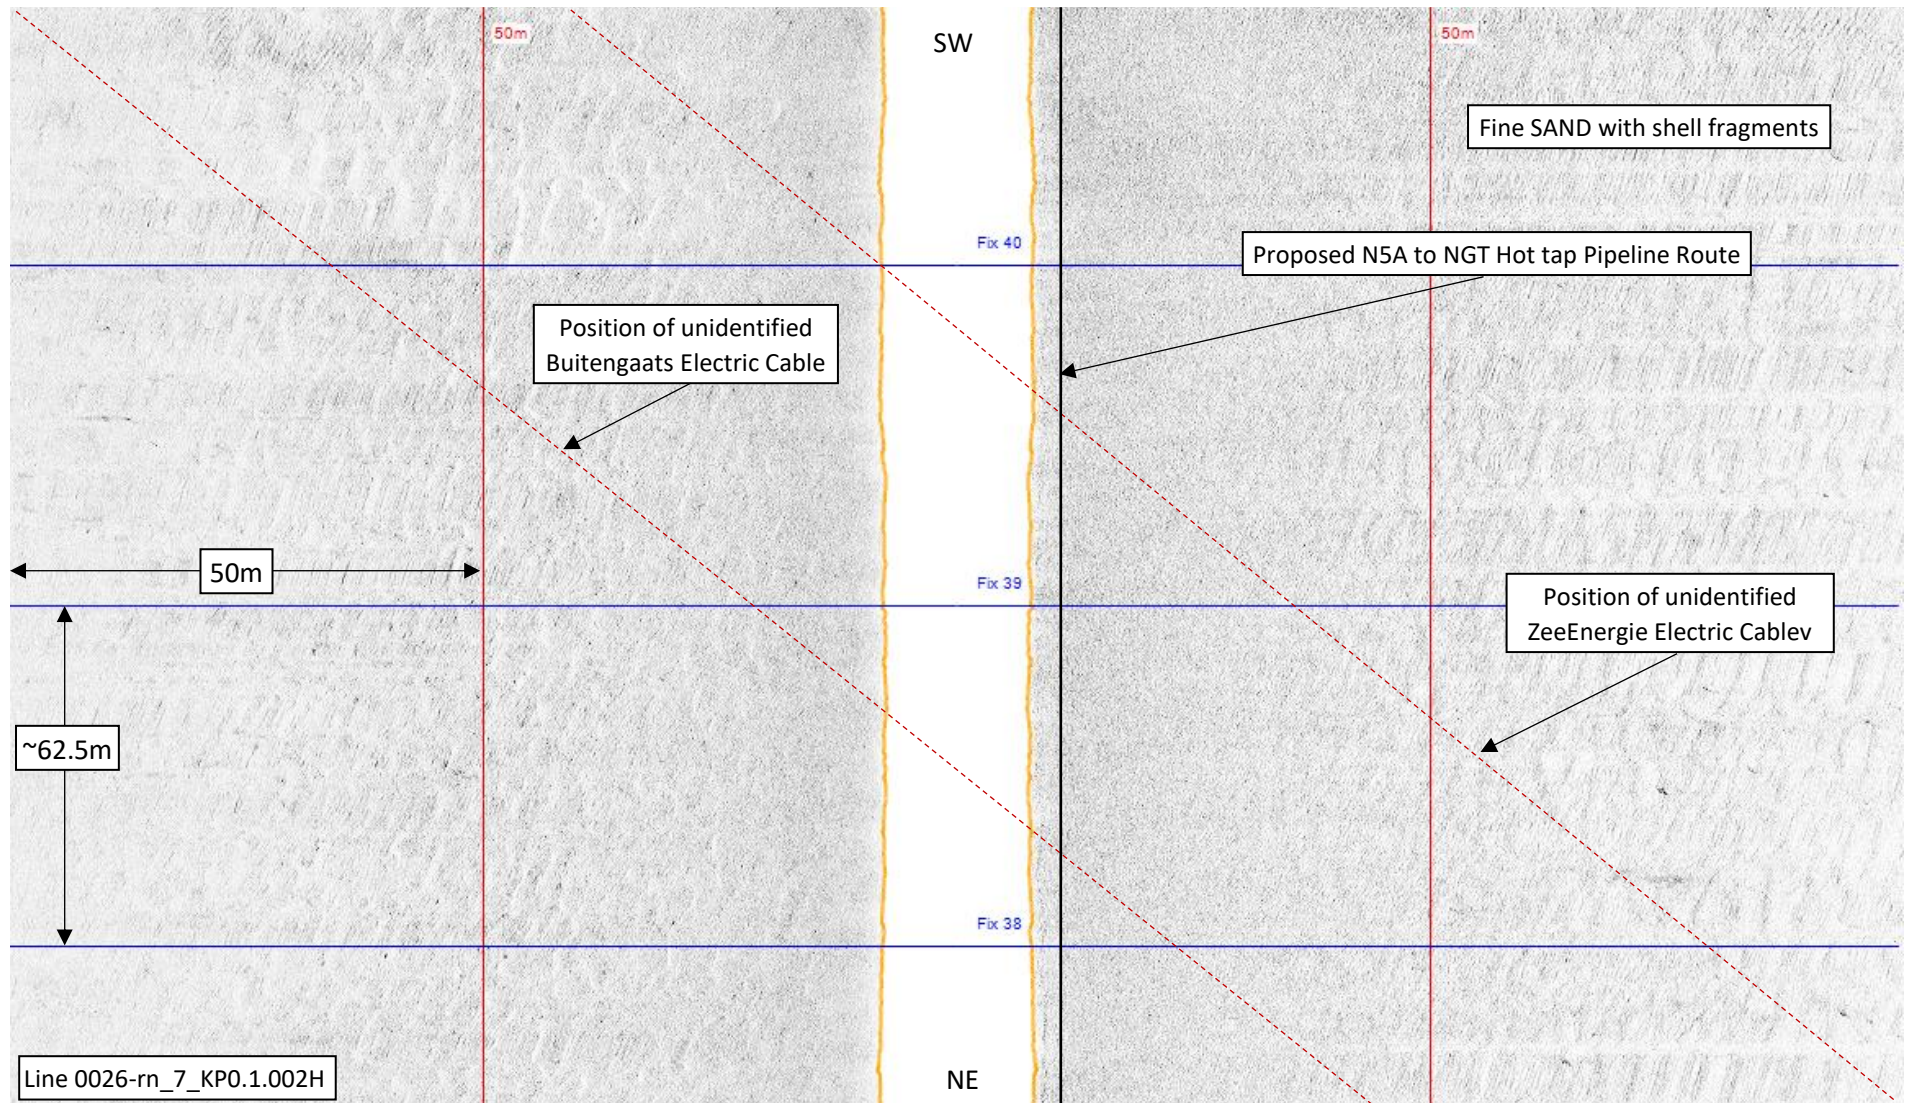 50m
SW
50m
Fine SAND with shell fragments
Fix 40
Proposed N5A to NGT Hot tap Pipeline Route
Position of unidentified
Buitengaats Electric Cable
50m
Fix 39
Position of unidentified
ZeeEnergie Electric Cablev
~62.5m
Fix 38
Line 0026-rn_7_KP0.1.002H
NE